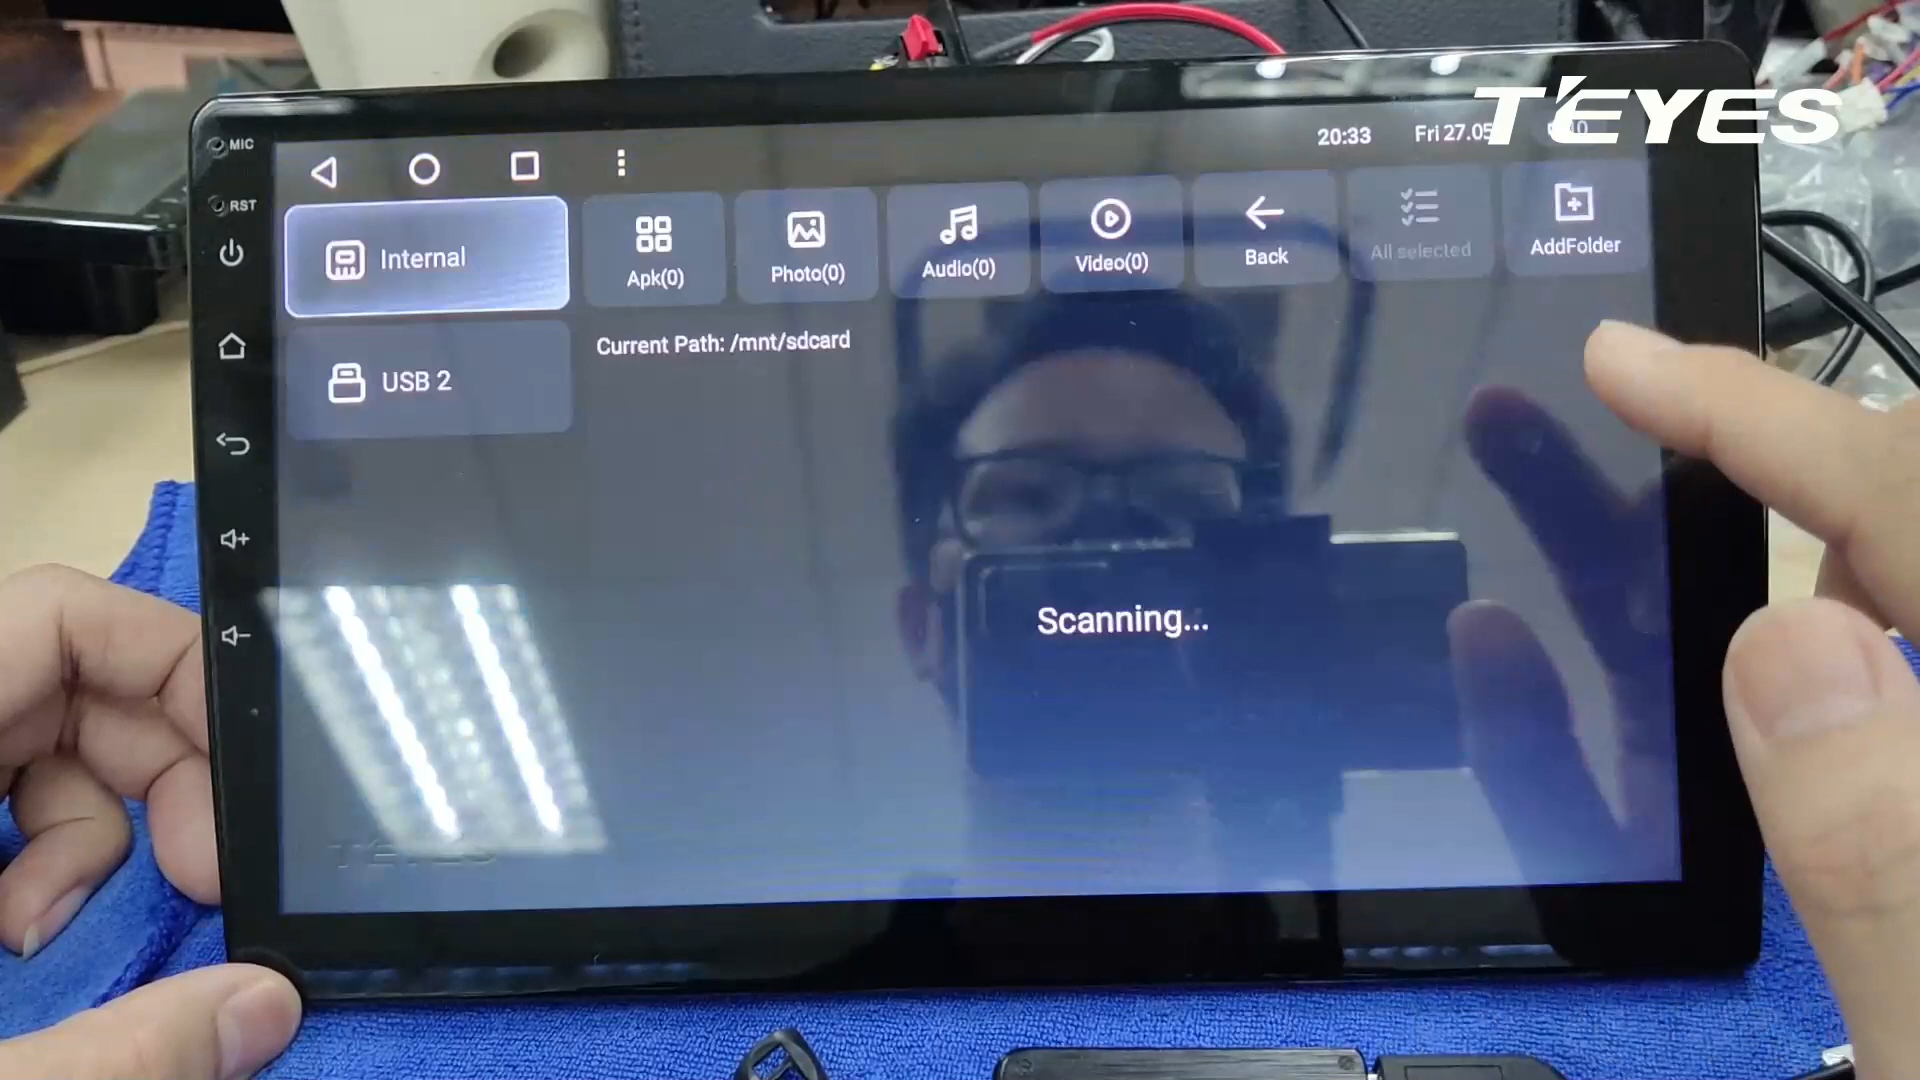 TEYES
MIC
RST
20:33
Fri 27.05
Internal
Apk(0)
Photo(0)
Audio(0)
Video(0)
Back
All selected
AddFolder
Current Path: /mnt/sdcard
USB 2
Scanning...
TEYES